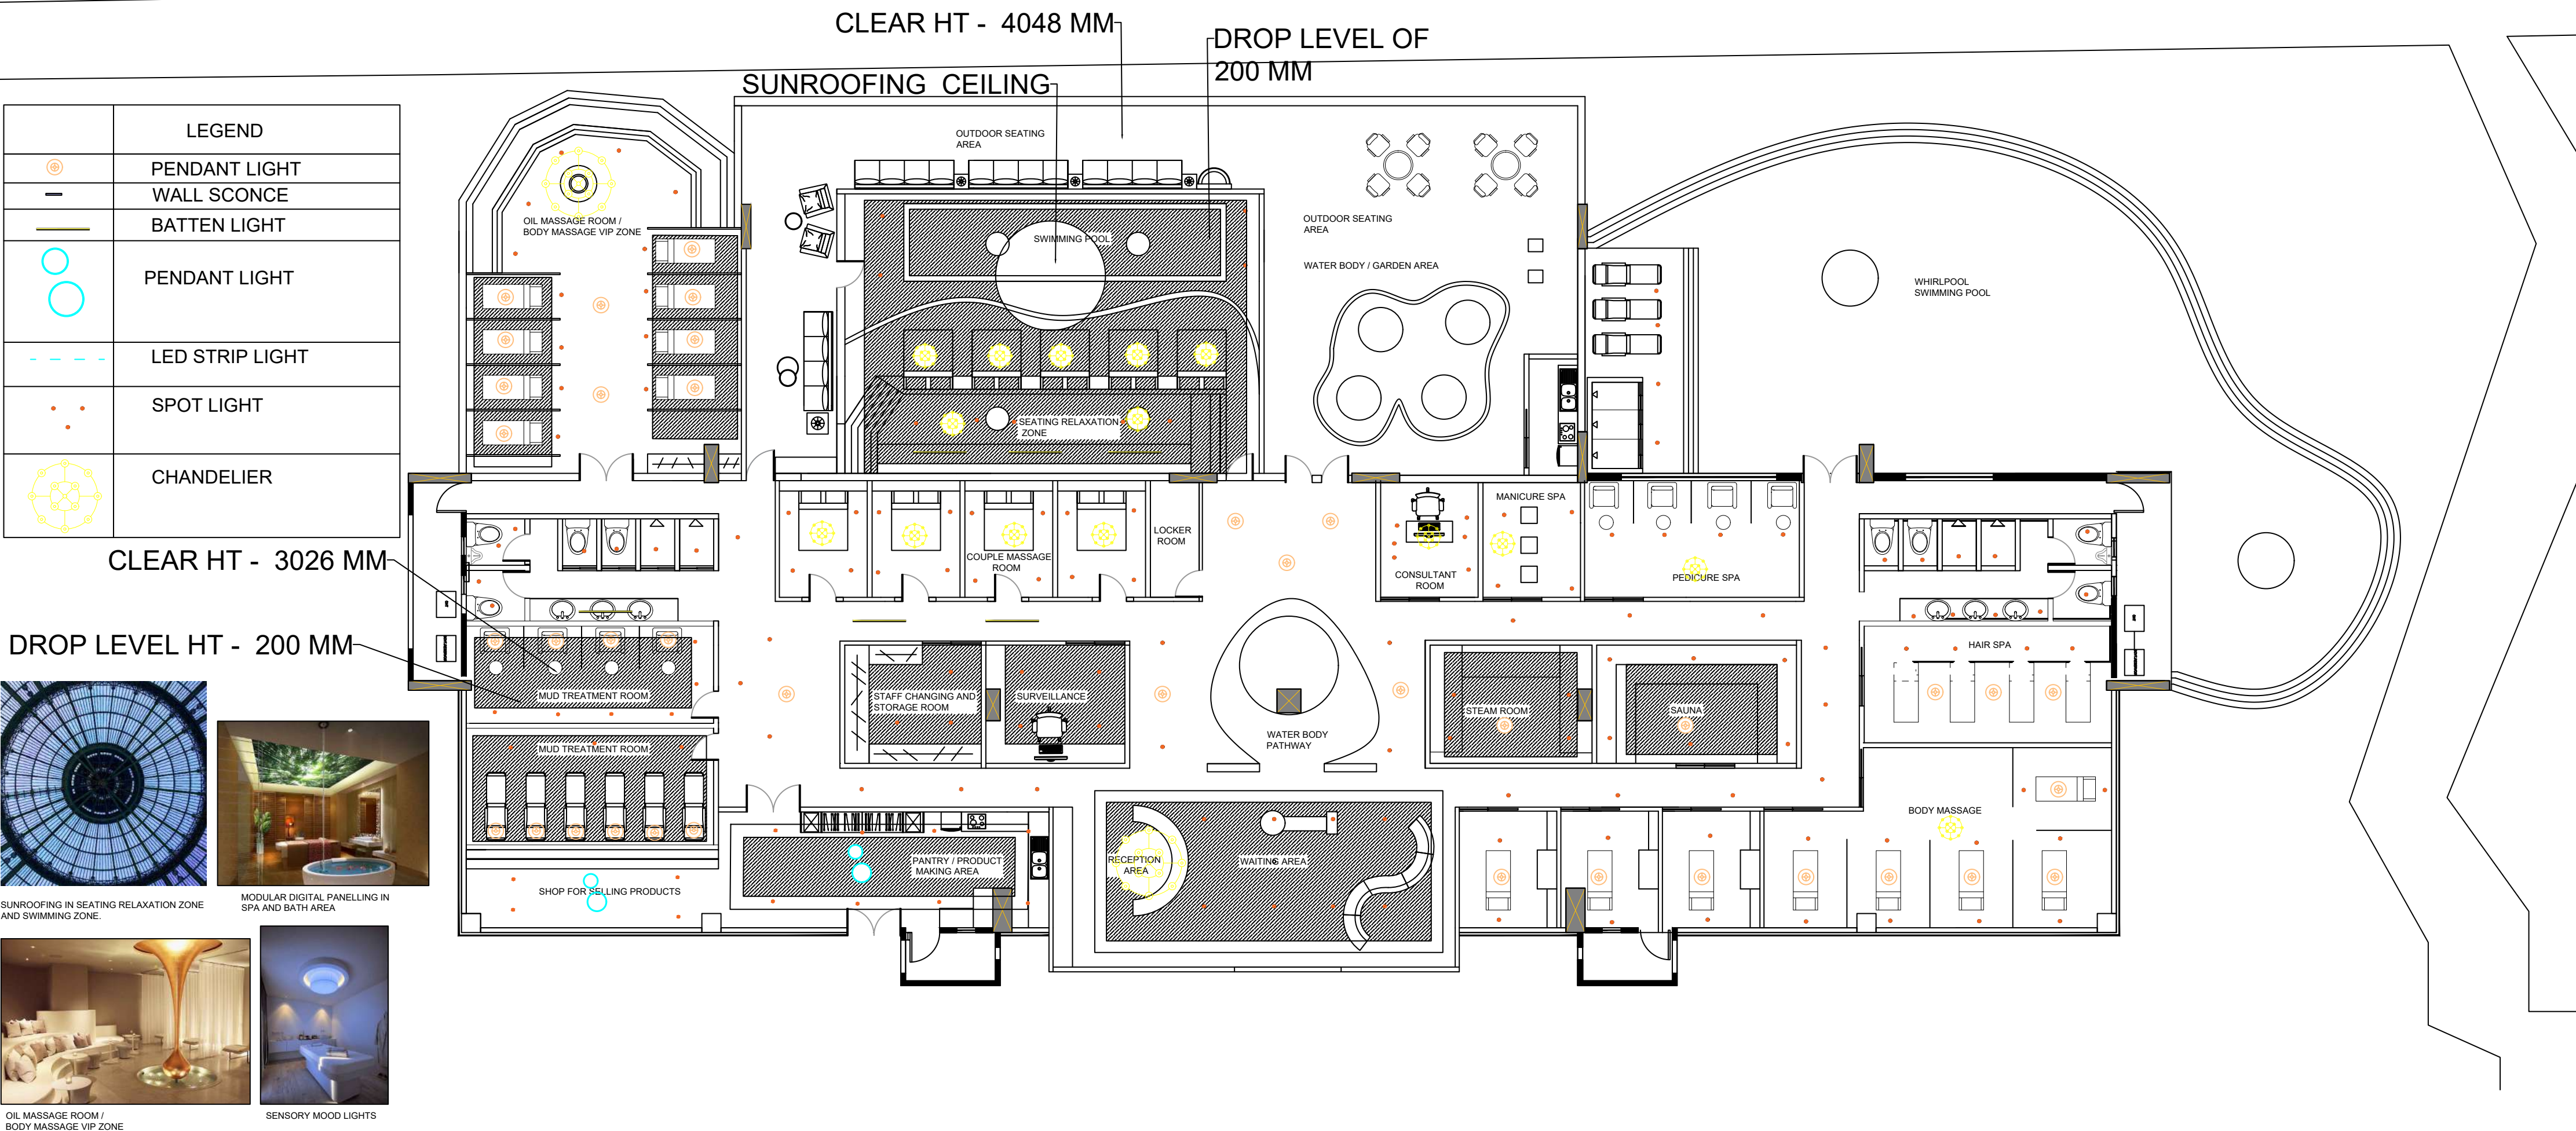 CLEAR HT - 4048 MM
DROP LEVEL OF
200 MM
SUNROOFING CEILING
LEGEND
PENDANT LIGHT
WALL SCONCE
BATTEN LIGHT
PENDANT LIGHT
LED STRIP LIGHT
SPOT LIGHT
CHANDELIER
CLEAR HT - 3026 MM
DROP LEVEL HT - 200 MM
SUNROOFING IN SEATING RELAXATION ZONE
AND SWIMMING ZONE.
MODULAR DIGITAL PANELLING IN
SPA AND BATH AREA
OIL MASSAGE ROOM /
BODY MASSAGE VIP ZONE
SENSORY MOOD LIGHTS
OUTDOOR SEATING
AREA
OIL MASSAGE ROOM /
BODY MASSAGE VIP ZONE
SWIMMING POOL
OUTDOOR SEATING
AREA
WATER BODY / GARDEN AREA
WHIRLPOOL
SWIMMING POOL
SEATING RELAXATION
ZONE
COUPLE MASSAGE
ROOM
LOCKER
ROOM
CONSULTANT
ROOM
MANICURE SPA
PEDICURE SPA
HAIR SPA
MUD TREATMENT ROOM
STAFF CHANGING AND
STORAGE ROOM
SURVEILLANCE
WATER BODY
PATHWAY
STEAM ROOM
SAUNA
MUD TREATMENT ROOM
BODY MASSAGE
SHOP FOR SELLING PRODUCTS
PANTRY / PRODUCT
MAKING AREA
RECEPTION
AREA
WAITING AREA